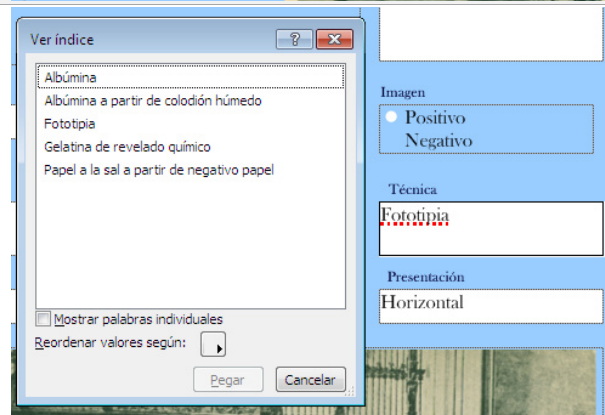 Ver índice
Albúmina
Albúmina a partir de colodión húmedo
Fototipia
Gelatina de revelado químico
Papel a la sal a partir de negativo papel
Mostrar palabras individuales
Reordenar valores según:
Pegar
Cancelar
Imagen
Positivo
Negativo
Técnica
Fototipia
Presentación
Horizontal